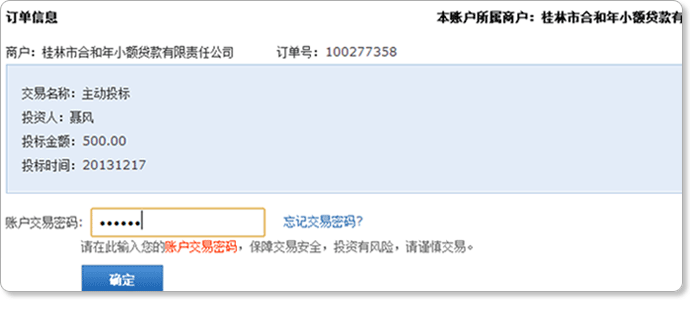 订单信息 本账户所属商户：桂林市合和年小额贷款有
商户：桂林市合和年小额贷款有限责任公司 订单号：100277358
交易名称：主动投标
投资人：聂风
投标金额：500.00
投标时间：20131217
账户交易密码： •••••• 忘记交易密码？
请在此输入您的账户交易密码，保障交易安全，投资有风险，请谨慎交易。
确定